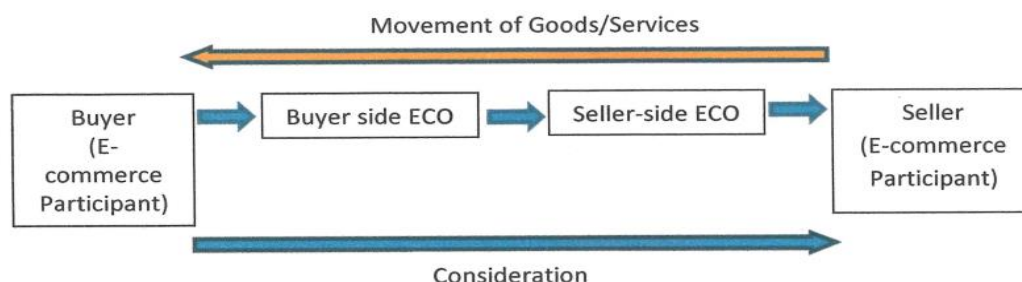 Movement of Goods/Services
Buyer
(E-
commerce
Participant)
Buyer side ECO
Seller-side ECO
Seller
(E-commerce
Participant)
Consideration